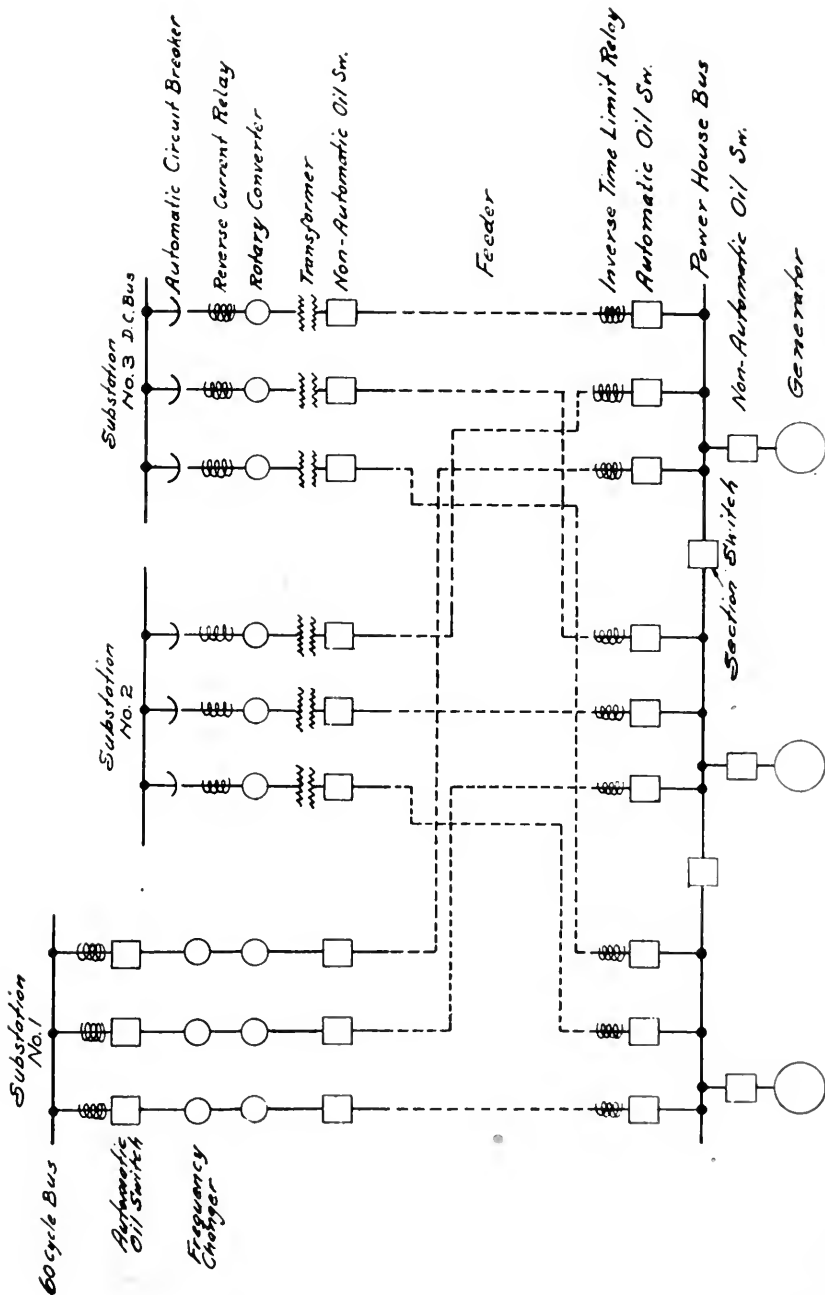 Automatic Circuit Breaker
Reverse Current Relay
Rotary Converter
Transformer
Non-Automatic Oil Sw.
Feeder
Inverse Time Limit Relay
Automatic Oil Sw.
Power House Bus
Non-Automatic Oil Sw.
Generator
Substation
No.3 D.C. Bus
Section Switch
Substation
No.2
Substation
No.1
60 Cycle Bus
Automatic
Oil Switch
Frequency
Changer